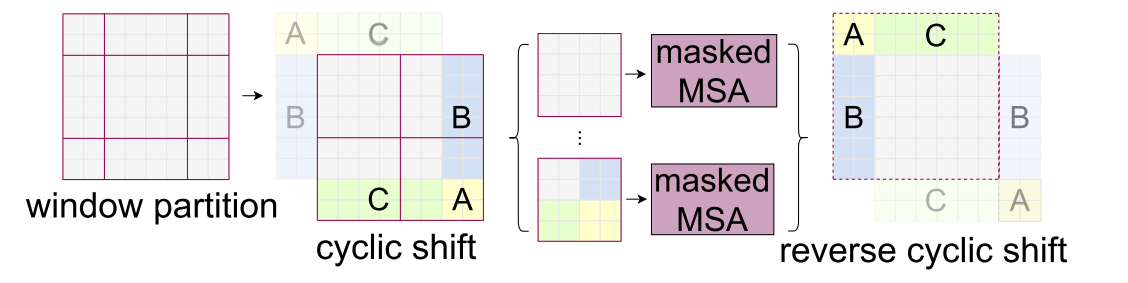 A
C
B
B
C
A
window partition
cyclic shift
masked
MSA
...
masked
MSA
A
C
B
B
C
A
reverse cyclic shift